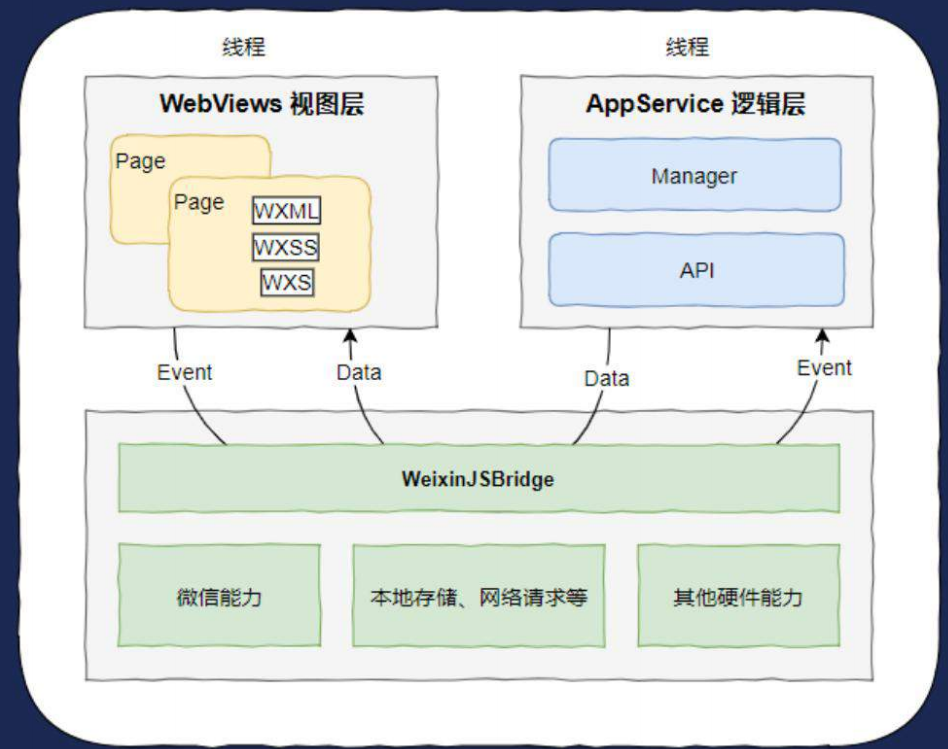 线程
线程
WebViews 视图层
AppService 逻辑层
Page
Page
WXML
WXSS
WXS
Manager
API
Event
Data
Data
Event
WeixinJSBridge
微信能力
本地存储、网络请求等
其他硬件能力